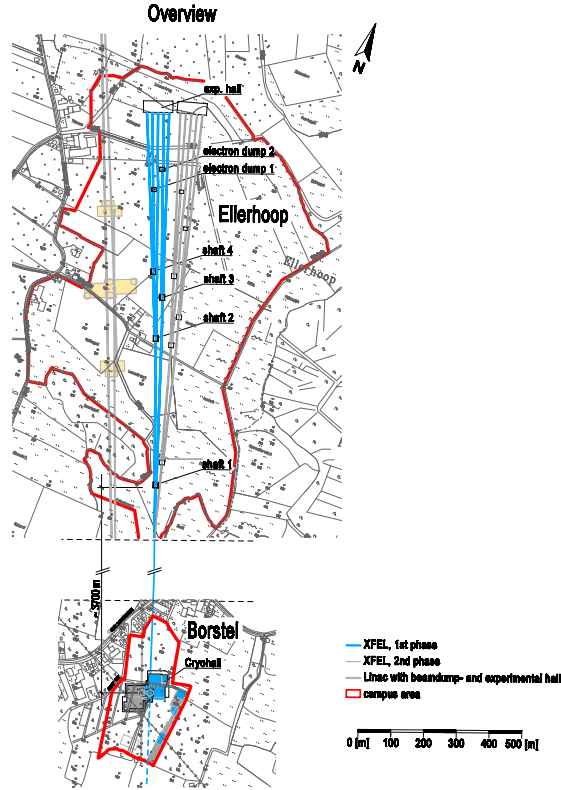 Overview
N
exp. hall
electron dump 2
electron dump 1
Ellerhoop
shaft 4
Ellerhoop
shaft 3
shaft 2
shaft 1
~ 3700 m
Borstel
Cryohall
XFEL, 1st phase
XFEL, 2nd phase
Linac with beamdump- and experimental hall
campus area
0 [m] 100 200 300 400 500 [m]